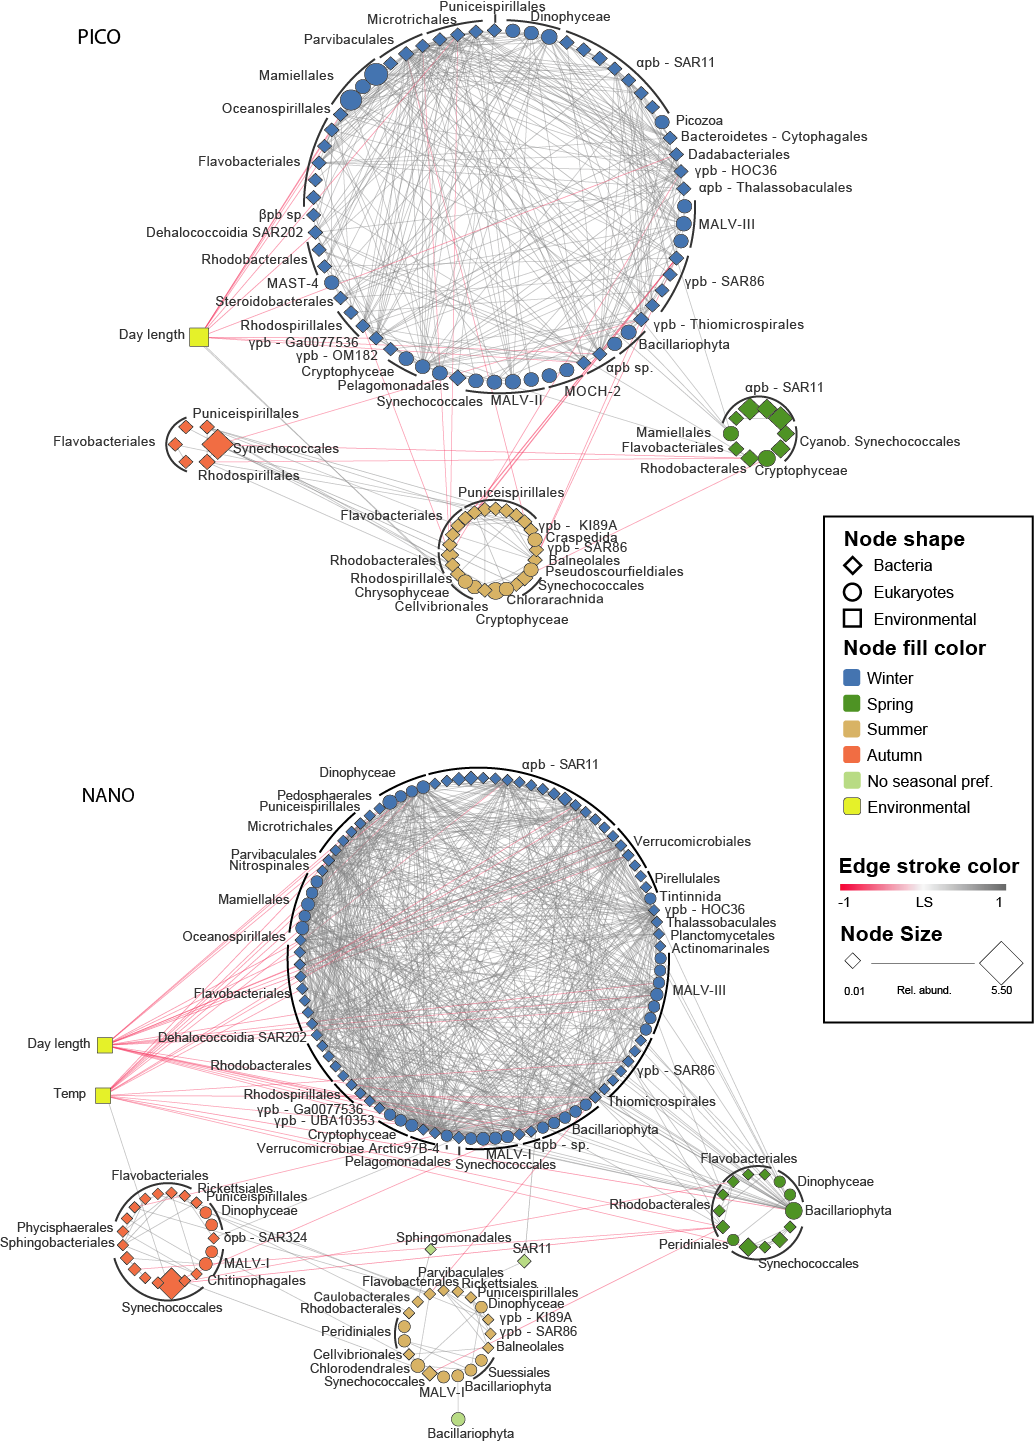 PICO
Puniceispirillales
Microtrichales
Dinophyceae
Parvibaculales
αpb - SAR11
Mamiellales
Oceanospirillales
Picozoa
Bacteroidetes - Cytophagales
Dadabacteriales
Flavobacteriales
γpb - HOC36
αpb - Thalassobaculales
βpb sp.
MALV-III
Dehalococcoidia SAR202
Rhodobacterales
MAST-4
γpb - SAR86
Steroidobacterales
Rhodospirillales
γpb - Thiomicrospirales
Day length
γpb - Ga0077536
Bacillariophyta
γpb - OM182
Cryptophyceae
αpb sp.
Pelagomonadales
MOCH-2
Synechococcales
MALV-II
αpb - SAR11
Puniceispirillales
Mamiellales
Flavobacteriales
Cyanob. Synechococcales
Synechococcales
Flavobacteriales
Rhodobacterales
Cryptophyceae
Rhodospirillales
Puniceispirillales
Flavobacteriales
γpb - KI89A
Craspedida
γpb - SAR86
Rhodobacterales
Balneolales
Pseudoscourfieldiales
Rhodospirillales
Synechococcales
Chrysophyceae
Chlorarachnida
Cellvibrionales
Cryptophyceae
Node shape
Bacteria
Eukaryotes
Environmental
Node fill color
Winter
Spring
Summer
Autumn
No seasonal pref.
Environmental
Edge stroke color
-1
LS
1
Node Size
0.01
Rel. abund.
5.50
NANO
αpb - SAR11
Dinophyceae
Pedosphaerales
Puniceispirillales
Microtrichales
Verrucomicrobiales
Parvibaculales
Nitrospinales
Pirellulales
Mamiellales
Tintinnida
γpb - HOC36
Thalassobaculales
Oceanospirillales
Planctomycetales
Actinomarinales
Flavobacteriales
MALV-III
Dehalococcoidia SAR202
Day length
Rhodobacterales
γpb - SAR86
Temp
Rhodospirillales
Thiomicrospirales
γpb - Ga0077536
γpb - UBA10353
Bacillariophyta
Cryptophyceae
αpb - sp.
Verrucomicrobiae Arctic97B-4
MALV-I
Pelagomonadales
Synechococcales
Flavobacteriales
Rickettsiales
Puniceispirillales
Dinophyceae
Phycisphaerales
Sphingobacteriales
δpb - SAR324
MALV-I
Chitinophagales
Synechococcales
Flavobacteriales
Dinophyceae
Rhodobacterales
Bacillariophyta
Peridiniales
Synechococcales
Sphingomonadales
SAR11
Parvibaculales
Flavobacteriales
Rickettsiales
Puniceispirillales
Caulobacterales
Dinophyceae
Rhodobacterales
γpb - KI89A
Peridiniales
γpb - SAR86
Balneolales
Cellvibrionales
Chlorodendrales
Suessiales
Synechococcales
Bacillariophyta
MALV-I
Bacillariophyta